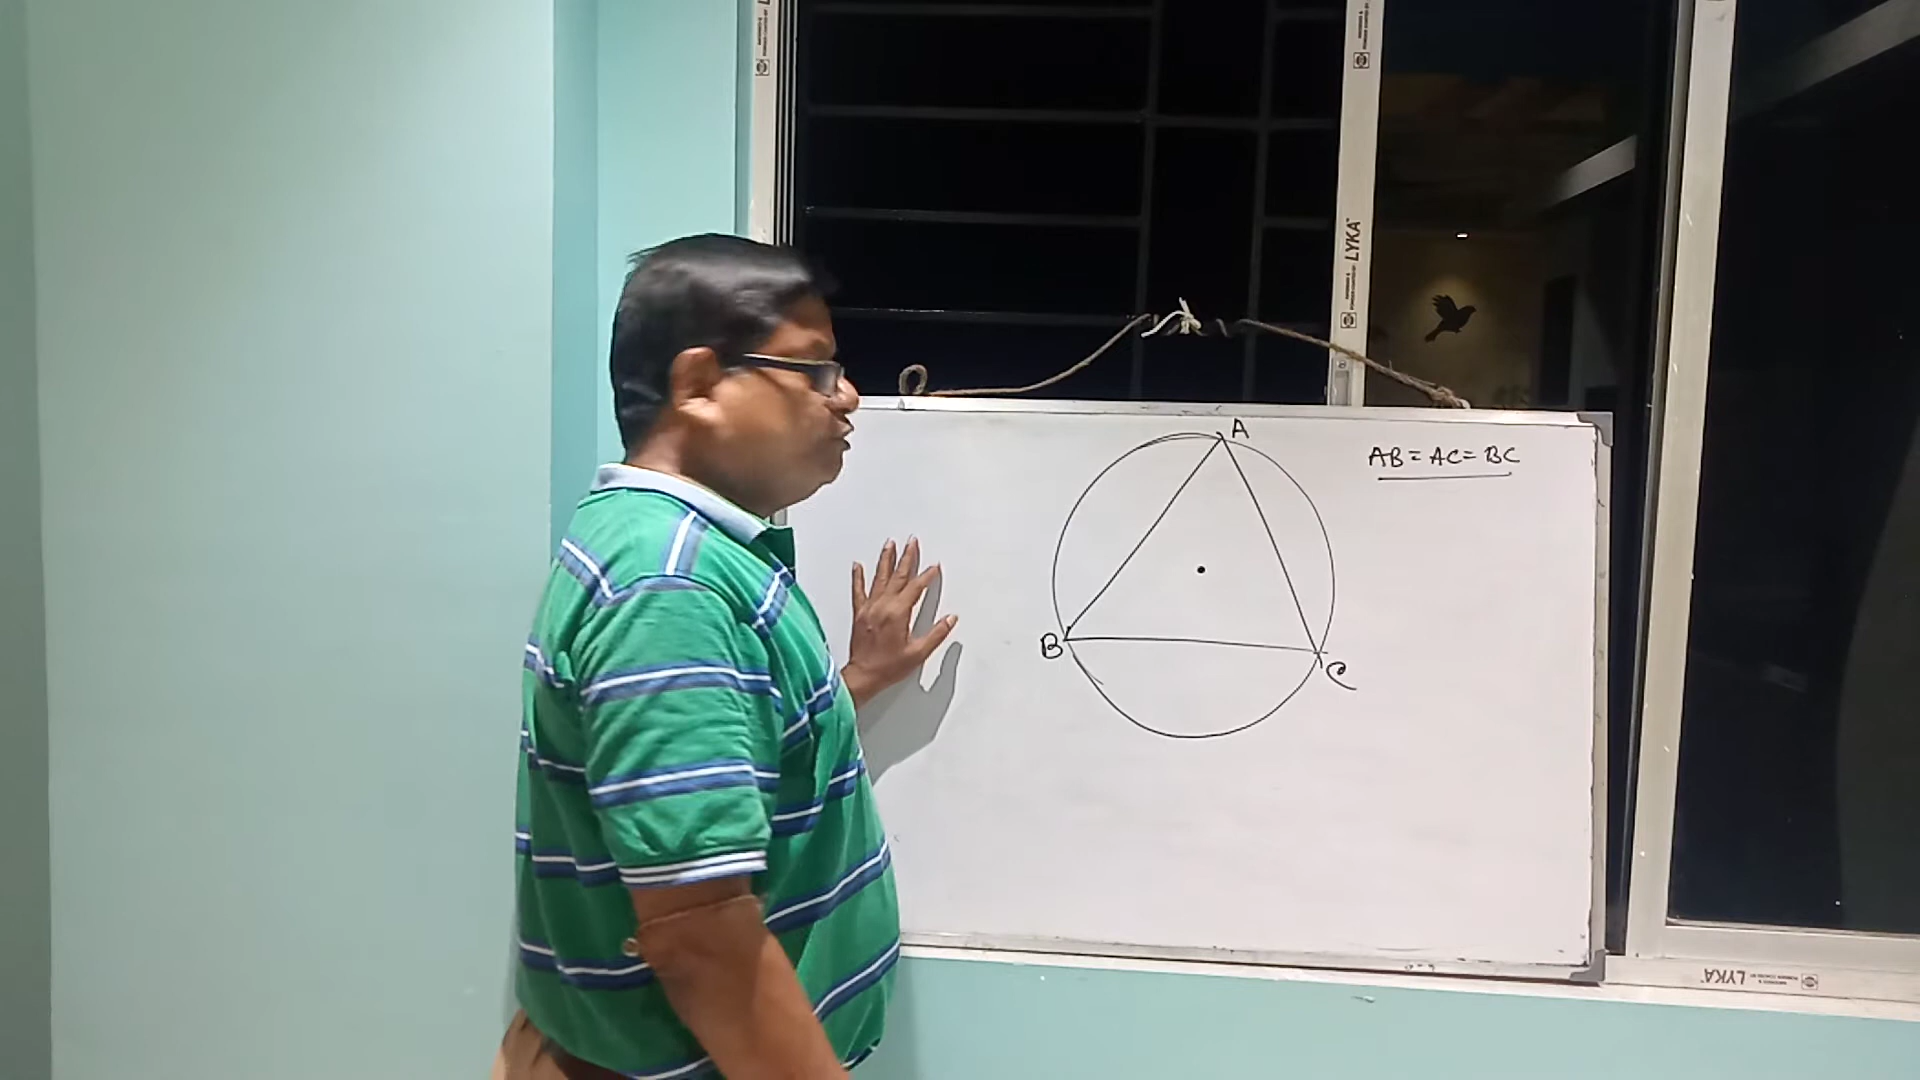 A
AB = AC = BC
B
C
LYKA
LYKA